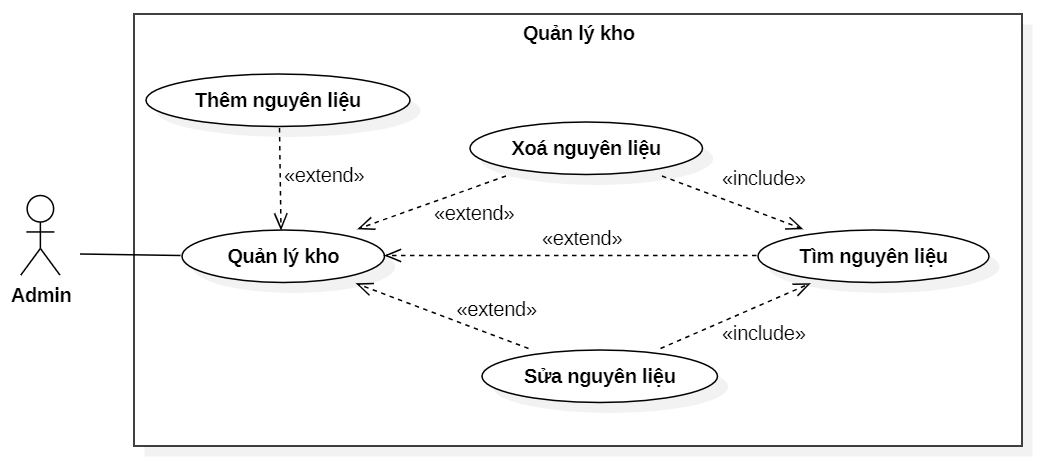 Quản lý kho
Thêm nguyên liệu
Xoá nguyên liệu
«extend»
«include»
«extend»
«extend»
Quản lý kho
Tìm nguyên liệu
Admin
«extend»
«include»
Sửa nguyên liệu